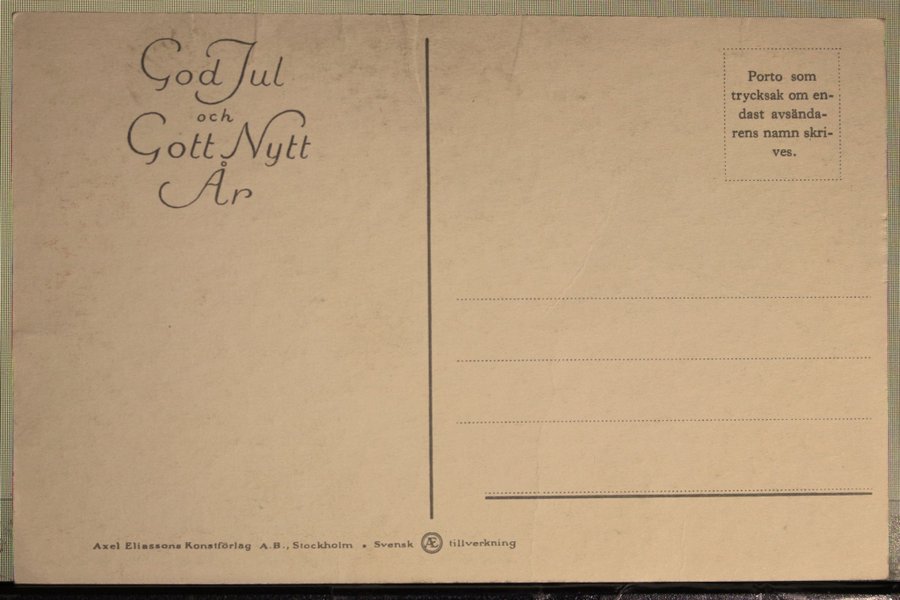 God Jul
och
Gott Nytt
År
Porto som
trycksak om en-
dast avsända-
rens namn skri-
ves.
Axel Eliassons Konstförlag A.B., Stockholm • Svensk Æ tillverkning